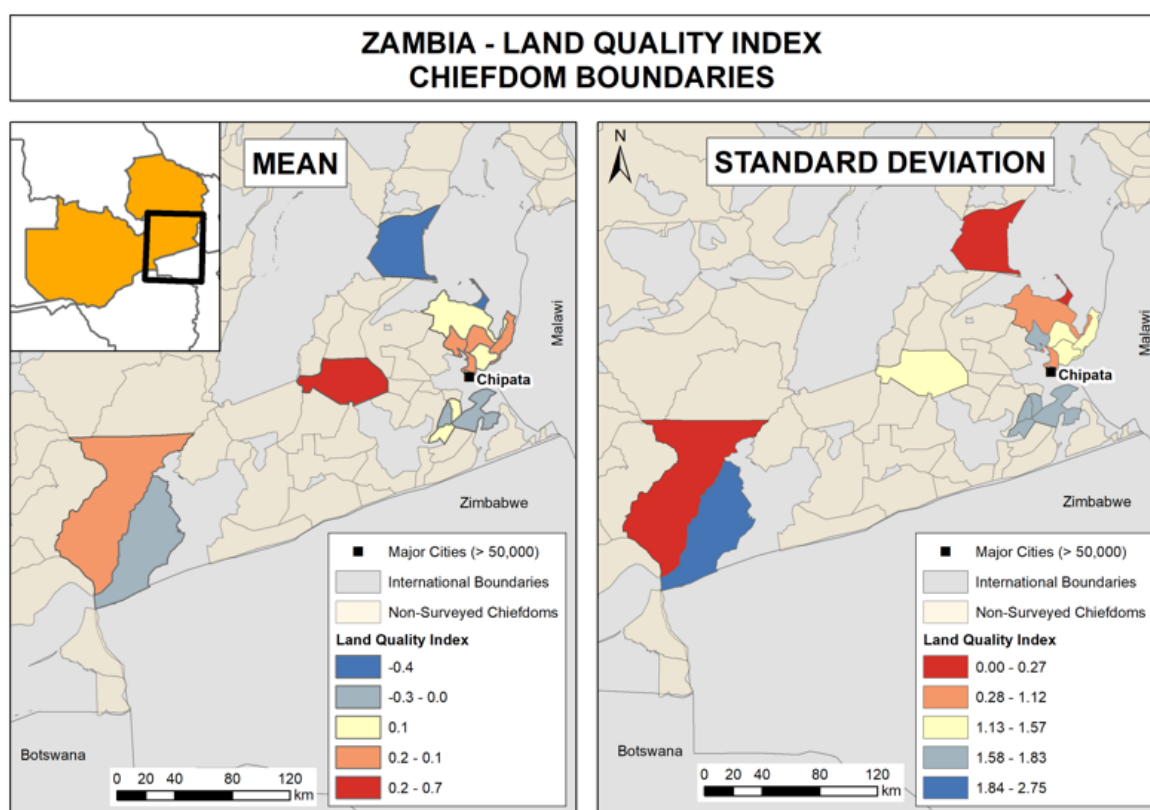 ZAMBIA - LAND QUALITY INDEX
CHIEFDOM BOUNDARIES
MEAN
Malawi
Chipata
Zimbabwe
Botswana
Major Cities (> 50,000)
International Boundaries
Non-Surveyed Chiefdoms
Land Quality Index
-0.4
-0.3 - 0.0
0.1
0.2 - 0.1
0.2 - 0.7
0 20 40 80 120
km
N
STANDARD DEVIATION
Malawi
Chipata
Zimbabwe
Botswana
Major Cities (> 50,000)
International Boundaries
Non-Surveyed Chiefdoms
Land Quality Index
0.00 - 0.27
0.28 - 1.12
1.13 - 1.57
1.58 - 1.83
1.84 - 2.75
0 20 40 80 120
km